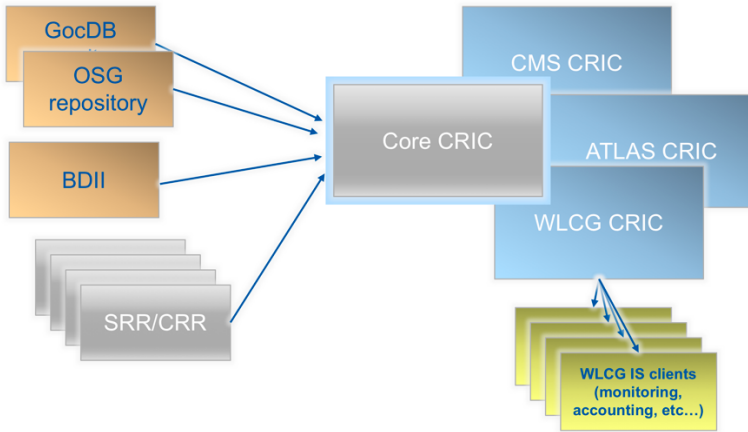 GocDB
OSG
repository
BDII
SRR/CRR
Core CRIC
CMS CRIC
ATLAS CRIC
WLCG CRIC
WLCG IS clients
(monitoring,
accounting, etc…)